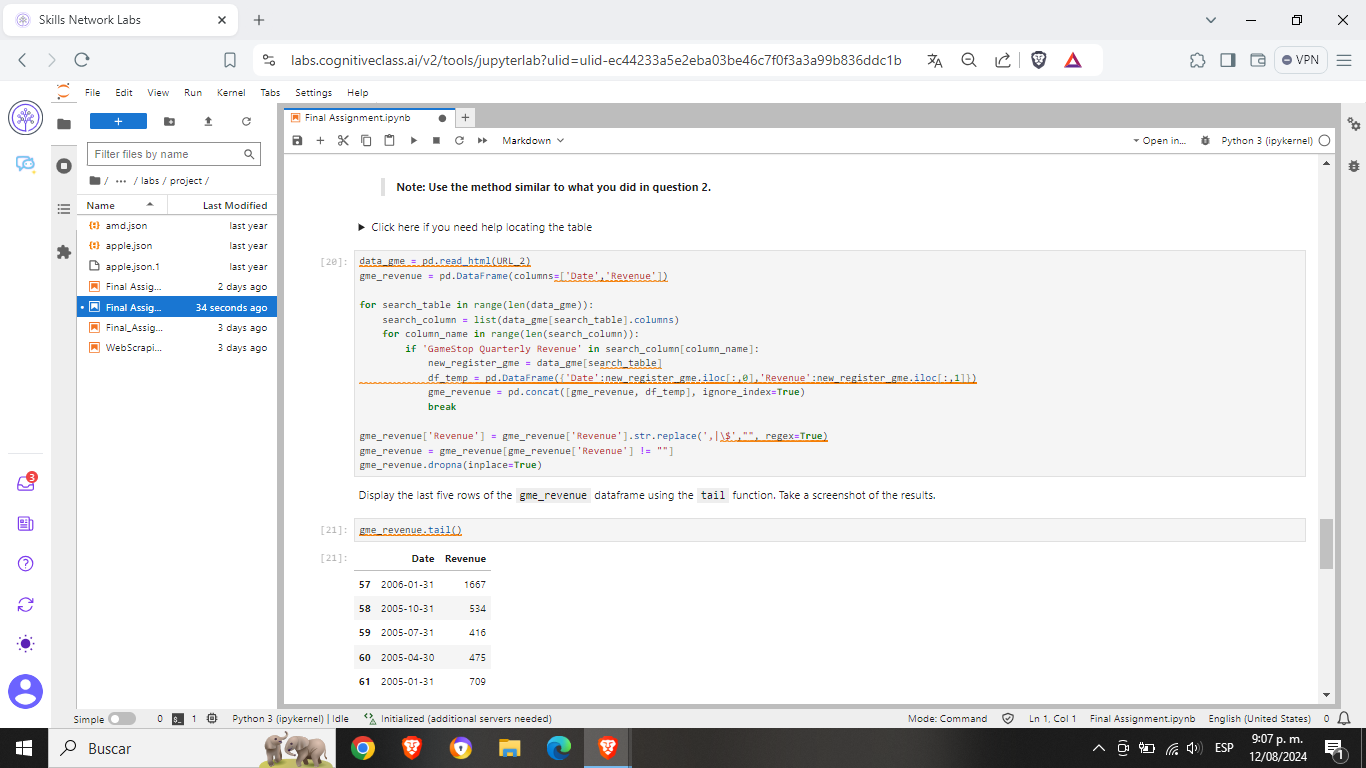 Skills Network Labs
labs.cognitiveclass.ai/v2/tools/jupyterlab?ulid=ulid-ec44233a5e2eba03be46c7f0f3a3a99b836ddc1b
VPN
File Edit View Run Kernel Tabs Settings Help
Final Assignment.ipynb
Filter files by name
Markdown
Open in...
Python 3 (ipykernel)
/ ··· / labs / project /
Name Last Modified
amd.json last year
apple.json last year
apple.json.1 last year
Final Assig... 2 days ago
Final Assig... 34 seconds ago
Final_Assig... 3 days ago
WebScrapi... 3 days ago
3
Note: Use the method similar to what you did in question 2.
Click here if you need help locating the table
[20]:
data_gme = pd.read_html(URL_2)
gme_revenue = pd.DataFrame(columns=['Date','Revenue'])
for search_table in range(len(data_gme)):
search_column = list(data_gme[search_table].columns)
for column_name in range(len(search_column)):
if 'GameStop Quarterly Revenue' in search_column[column_name]:
new_register_gme = data_gme[search_table]
df_temp = pd.DataFrame({'Date':new_register_gme.iloc[:,0],'Revenue':new_register_gme.iloc[:,1]})
gme_revenue = pd.concat([gme_revenue, df_temp], ignore_index=True)
break
gme_revenue['Revenue'] = gme_revenue['Revenue'].str.replace(',|\$',"", regex=True)
gme_revenue = gme_revenue[gme_revenue['Revenue'] != ""]
gme_revenue.dropna(inplace=True)
Display the last five rows of the gme_revenue dataframe using the tail function. Take a screenshot of the results.
[21]:
gme_revenue.tail()
[21]:
Date Revenue
57 2006-01-31 1667
58 2005-10-31 534
59 2005-07-31 416
60 2005-04-30 475
61 2005-01-31 709
Simple 0 1 Python 3 (ipykernel) | Idle Initialized (additional servers needed) Mode: Command Ln 1, Col 1 Final Assignment.ipynb English (United States) 0
Buscar
ESP
9:07 p. m.
12/08/2024
1